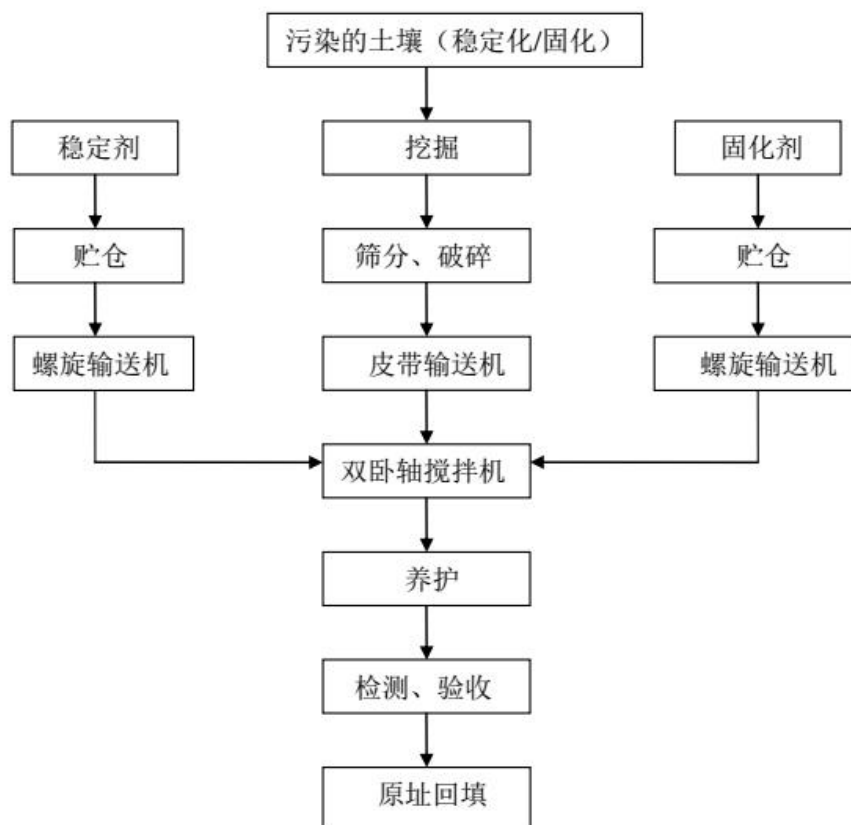 污染的土壤（稳定化/固化）
稳定剂
挖掘
固化剂
贮仓
筛分、破碎
贮仓
螺旋输送机
皮带输送机
螺旋输送机
双卧轴搅拌机
养护
检测、验收
原址回填